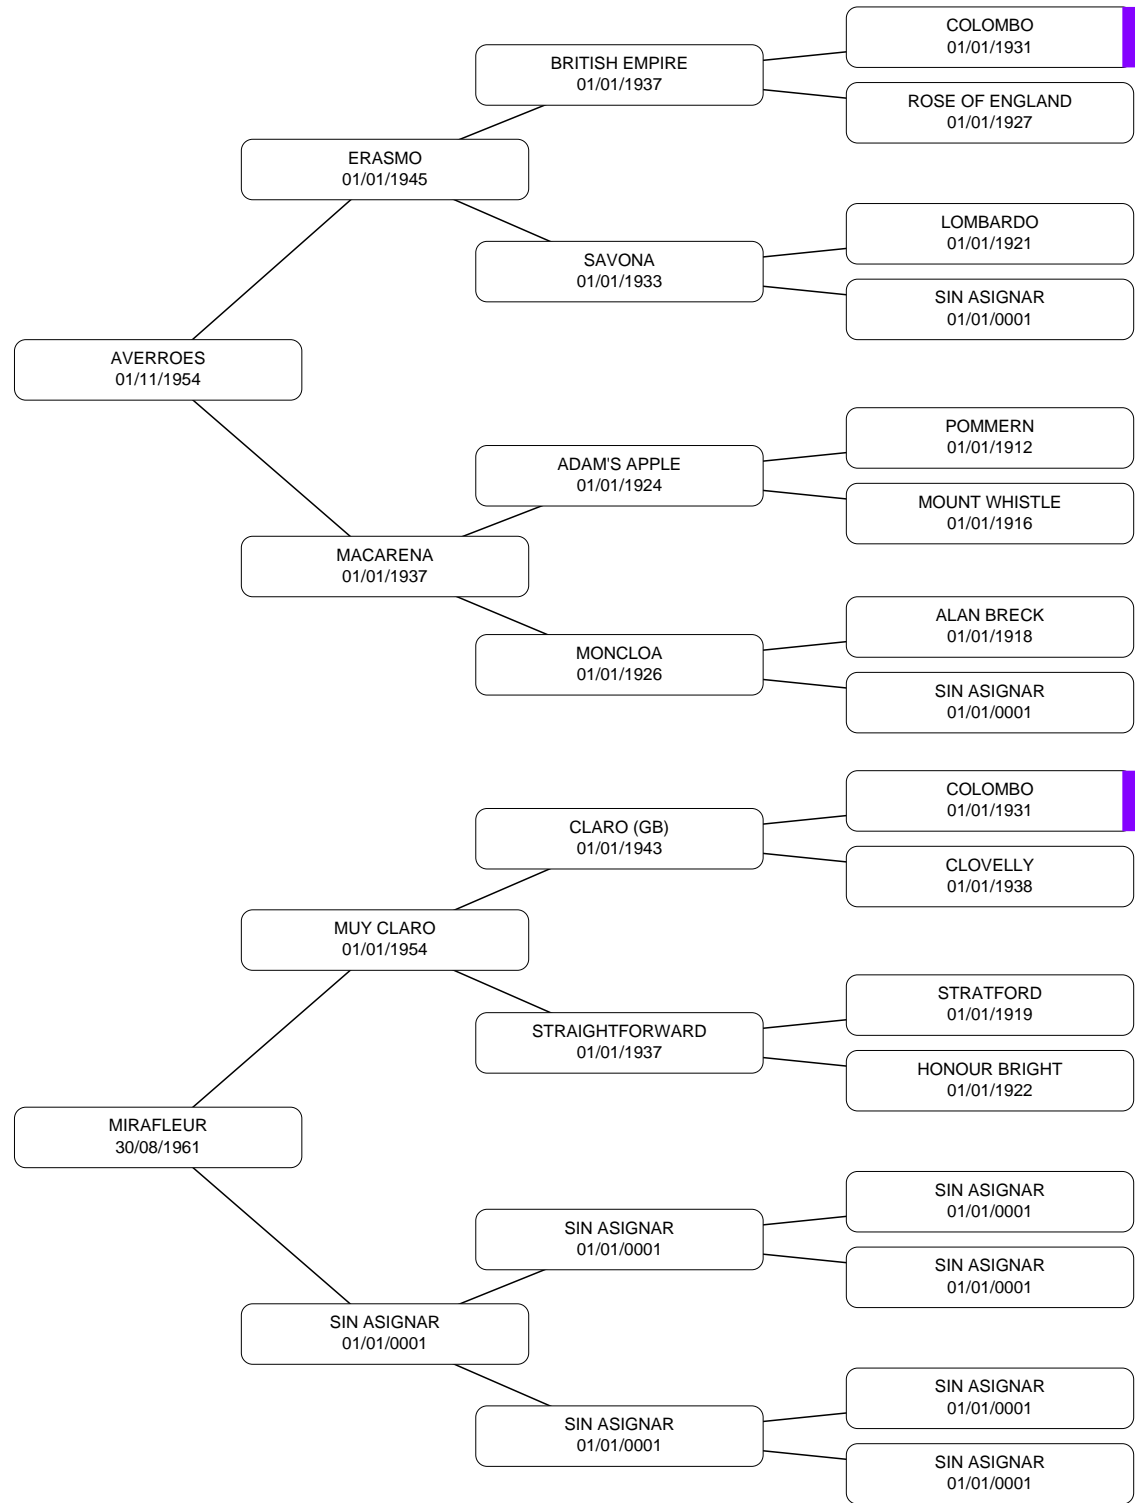 COLOMBO
01/01/1931
BRITISH EMPIRE
01/01/1937
ROSE OF ENGLAND
01/01/1927
ERASMO
01/01/1945
LOMBARDO
01/01/1921
SAVONA
01/01/1933
SIN ASIGNAR
01/01/0001
AVERROES
01/11/1954
POMMERN
01/01/1912
ADAM'S APPLE
01/01/1924
MOUNT WHISTLE
01/01/1916
MACARENA
01/01/1937
ALAN BRECK
01/01/1918
MONCLOA
01/01/1926
SIN ASIGNAR
01/01/0001
COLOMBO
01/01/1931
CLARO (GB)
01/01/1943
CLOVELLY
01/01/1938
MUY CLARO
01/01/1954
STRATFORD
01/01/1919
STRAIGHTFORWARD
01/01/1937
HONOUR BRIGHT
01/01/1922
MIRAFLEUR
30/08/1961
SIN ASIGNAR
01/01/0001
SIN ASIGNAR
01/01/0001
SIN ASIGNAR
01/01/0001
SIN ASIGNAR
01/01/0001
SIN ASIGNAR
01/01/0001
SIN ASIGNAR
01/01/0001
SIN ASIGNAR
01/01/0001